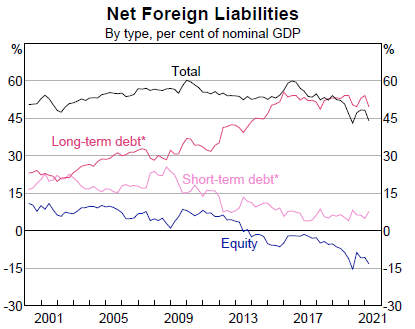 Net Foreign Liabilities
By type, per cent of nominal GDP
% %
Total
60 60
45 45
Long-term debt*
30 30
Short-term debt*
15 15
0 0
Equity
-15 -15
-30 -30
2001 2005 2009 2013 2017 2021